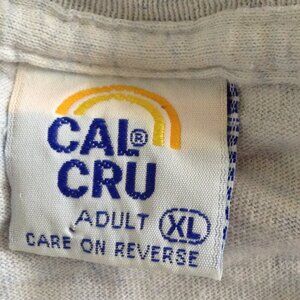 CAL®
CRU
ADULT XL
CARE ON REVERSE